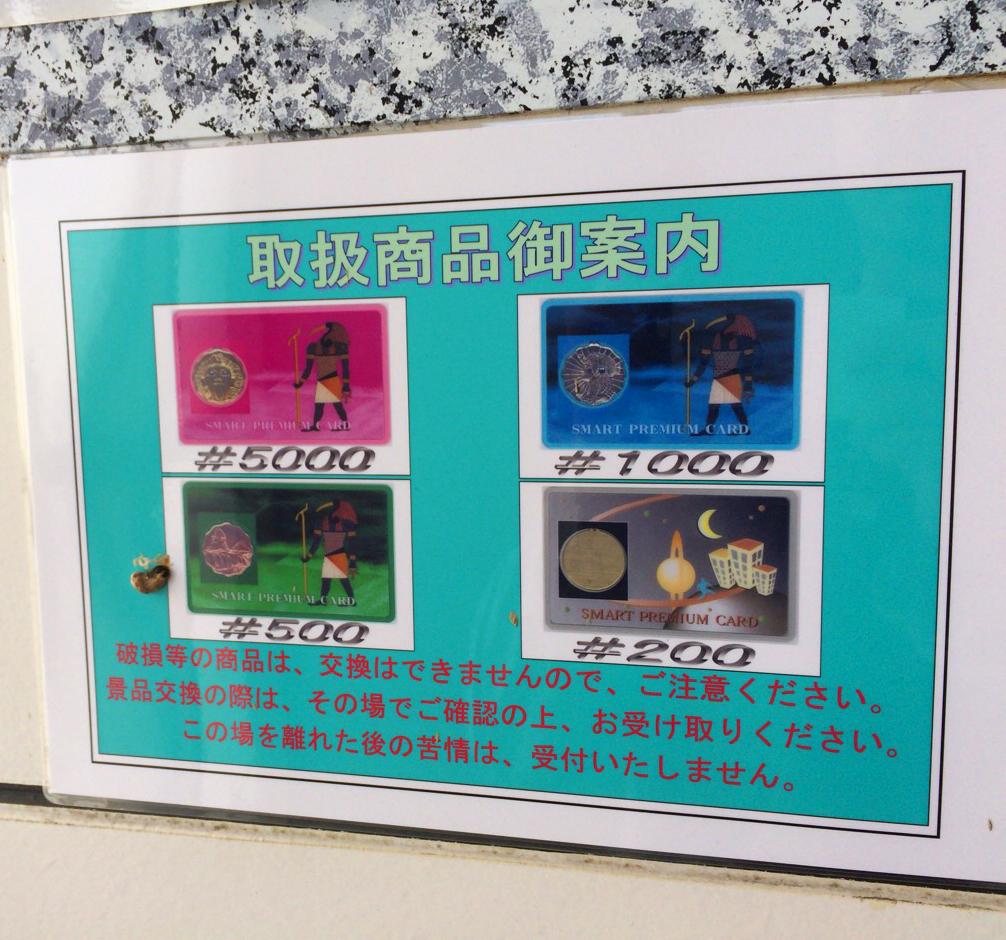 取扱商品御案内
SMART PREMIUM CARD
#5000
SMART PREMIUM CARD
#1000
SMART PREMIUM CARD
#500
SMART PREMIUM CARD
#200
破損等の商品は、交換はできませんので、ご注意ください。
景品交換の際は、その場でご確認の上、お受け取りください。
この場を離れた後の苦情は、受付いたしません。